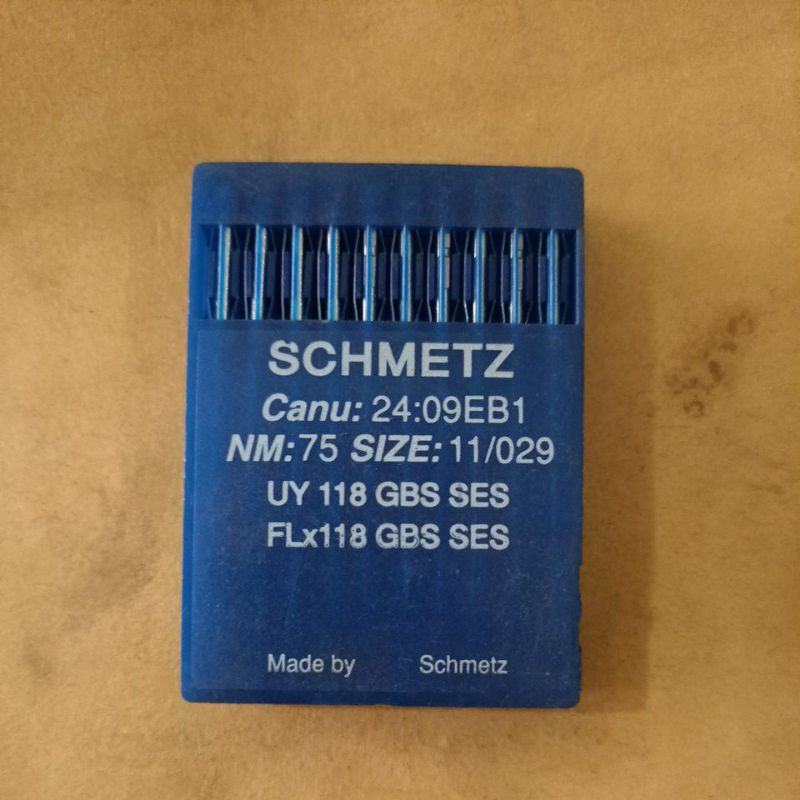 SCHMETZ
Canu: 24:09EB1
NM:75 SIZE:11/029
UY 118 GBS SES
FLx118 GBS SES
Made by Schmetz